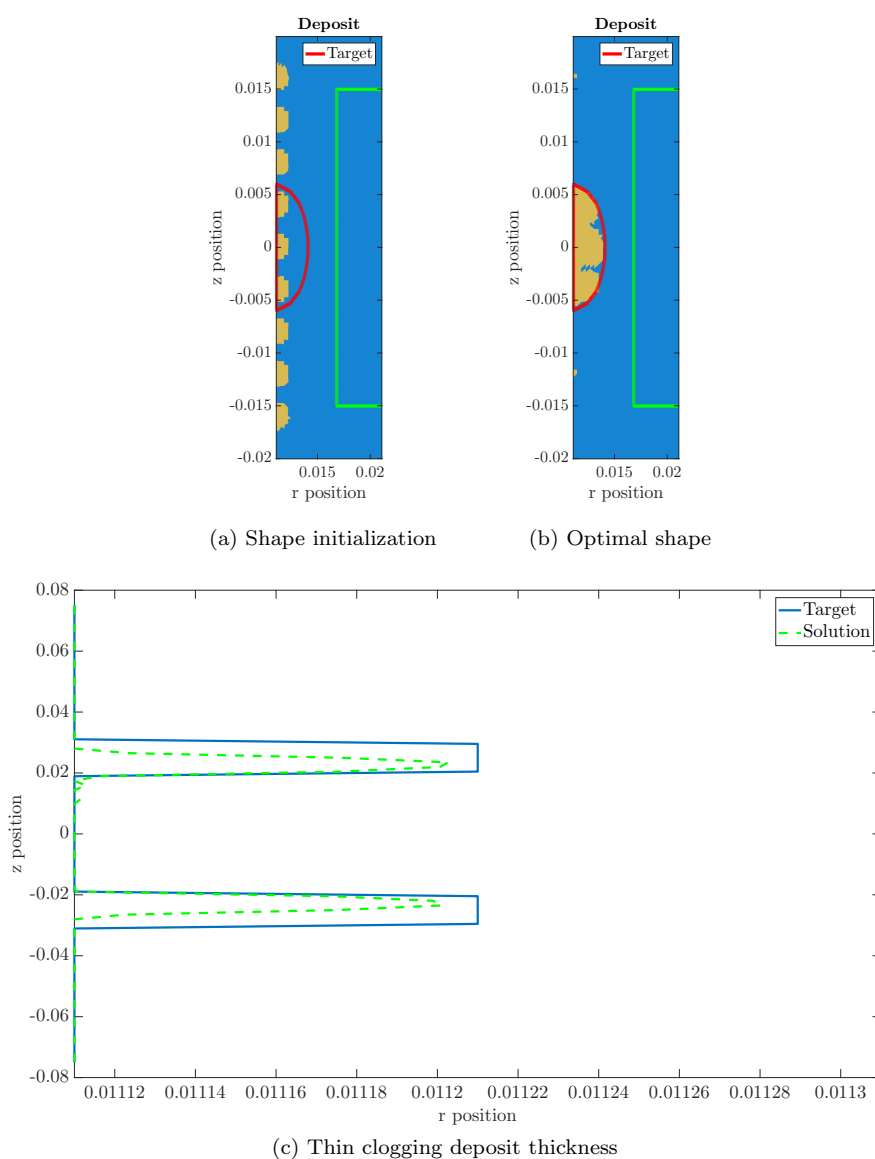 Deposit
Target
0.015
0.01
0.005
0
-0.005
-0.01
-0.015
-0.02
z position
0.015 0.02
r position
(a) Shape initialization
Deposit
Target
0.015
0.01
0.005
0
-0.005
-0.01
-0.015
-0.02
z position
0.015 0.02
r position
(b) Optimal shape
0.08
0.06
0.04
0.02
0
-0.02
-0.04
-0.06
-0.08
z position
Target
Solution
0.01112 0.01114 0.01116 0.01118 0.0112 0.01122 0.01124 0.01126 0.01128 0.0113
r position
(c) Thin clogging deposit thickness